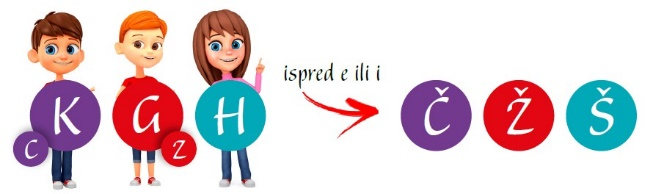 K G H
C Z
ispred e ili i
Č Ž Š